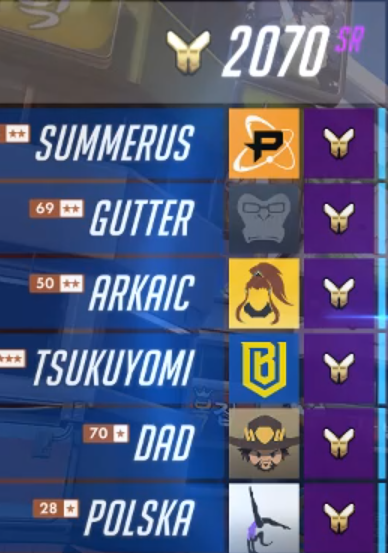 2070 SR
SUMMERUS
69 GUTTER
50 ARKAIC
TSUKUYOMI
70 DAD
28 POLSKA